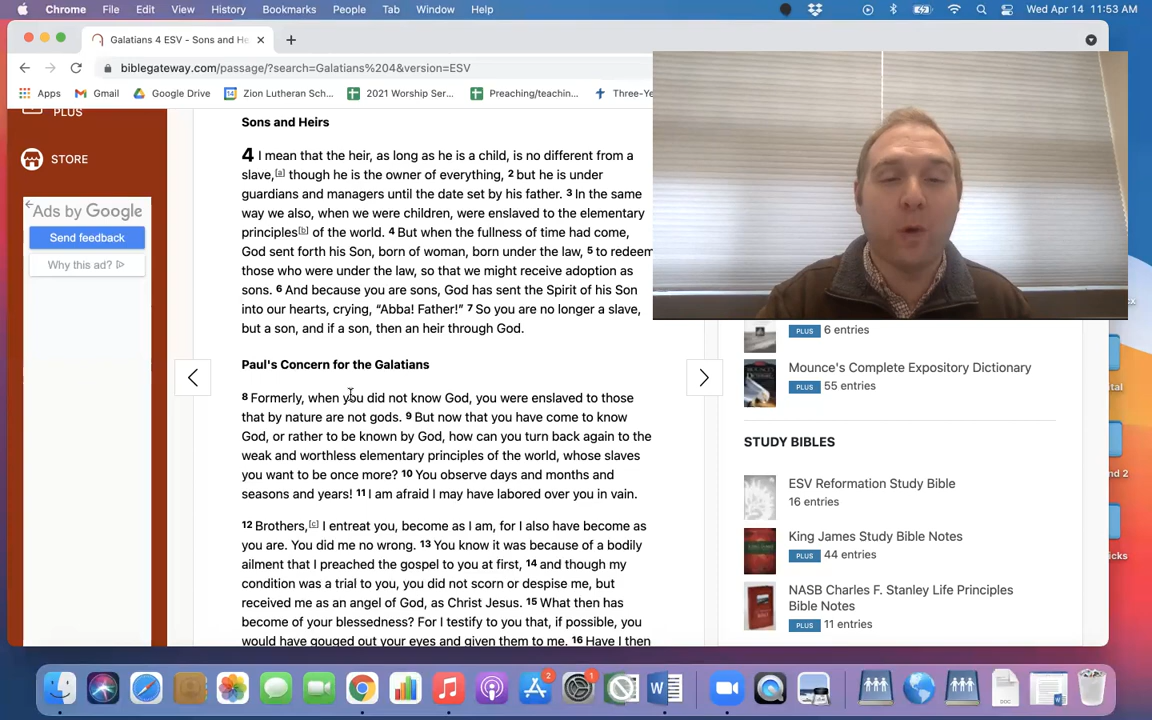 Chrome File Edit View History Bookmarks People Tab Window Help Wed Apr 14 11:53 AM
Galatians 4 ESV - Sons and He
biblegateway.com/passage/?search=Galatians%204&version=ESV
Apps Gmail Google Drive Zion Lutheran Sch... 2021 Worship Ser... Preaching/teachin... Three-Ye
PLUS
STORE
Ads by Google
Send feedback
Why this ad?
Sons and Heirs
4 I mean that the heir, as long as he is a child, is no different from a
slave,[a] though he is the owner of everything, 2 but he is under
guardians and managers until the date set by his father. 3 In the same
way we also, when we were children, were enslaved to the elementary
principles[b] of the world. 4 But when the fullness of time had come,
God sent forth his Son, born of woman, born under the law, 5 to redeem
those who were under the law, so that we might receive adoption as
sons. 6 And because you are sons, God has sent the Spirit of his Son
into our hearts, crying, “Abba! Father!” 7 So you are no longer a slave,
but a son, and if a son, then an heir through God.
Paul's Concern for the Galatians
8 Formerly, when you did not know God, you were enslaved to those
that by nature are not gods. 9 But now that you have come to know
God, or rather to be known by God, how can you turn back again to the
weak and worthless elementary principles of the world, whose slaves
you want to be once more? 10 You observe days and months and
seasons and years! 11 I am afraid I may have labored over you in vain.
12 Brothers,[c] I entreat you, become as I am, for I also have become as
you are. You did me no wrong. 13 You know it was because of a bodily
ailment that I preached the gospel to you at first, 14 and though my
condition was a trial to you, you did not scorn or despise me, but
received me as an angel of God, as Christ Jesus. 15 What then has
become of your blessedness? For I testify to you that, if possible, you
would have gouged out your eyes and given them to me. 16 Have I then
PLUS 6 entries
Mounce's Complete Expository Dictionary
PLUS 55 entries
STUDY BIBLES
ESV Reformation Study Bible
16 entries
King James Study Bible Notes
PLUS 44 entries
NASB Charles F. Stanley Life Principles
Bible Notes
PLUS 11 entries
cx
tal
nd 2
icks
2
1
DOC